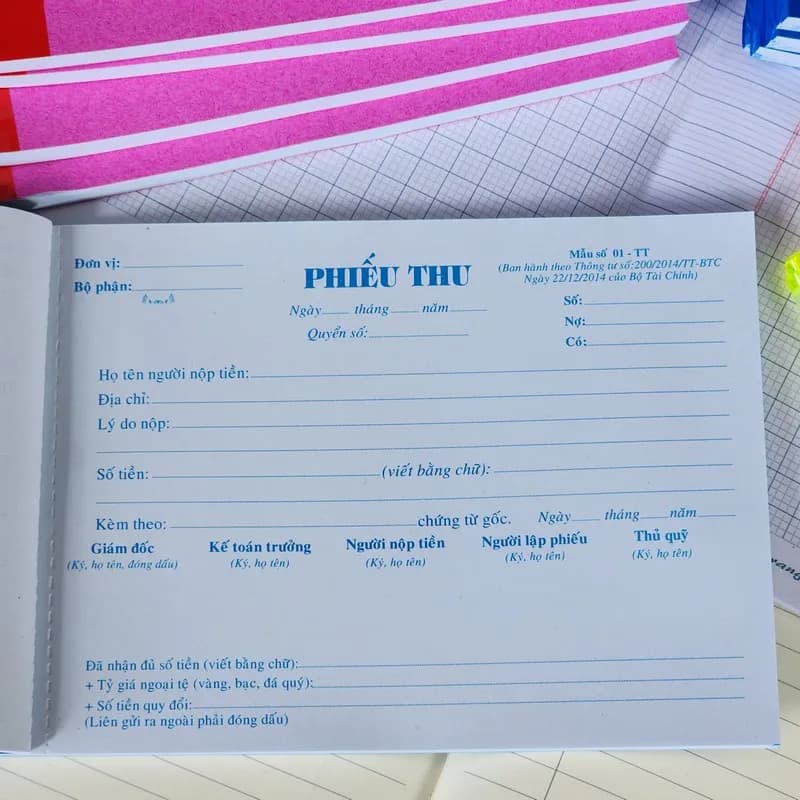 Đơn vị:
Bộ phận:
PHIẾU THU
Ngày tháng năm
Quyển số:
Mẫu số 01 - TT
(Ban hành theo Thông tư số:200/2014/TT-BTC
Ngày 22/12/2014 của Bộ Tài Chính)
Số:
Nợ:
Có:
Họ tên người nộp tiền:
Địa chỉ:
Lý do nộp:
Số tiền: (viết bằng chữ):
Kèm theo: chứng từ gốc. Ngày tháng năm
Giám đốc Kế toán trưởng Người nộp tiền Người lập phiếu Thủ quỹ
(Ký, họ tên, đóng dấu) (Ký, họ tên) (Ký, họ tên) (Ký, họ tên) (Ký, họ tên)
Đã nhận đủ số tiền (viết bằng chữ):
+ Tỷ giá ngoại tệ (vàng, bạc, đá quý):
+ Số tiền quy đổi:
(Liên gửi ra ngoài phải đóng dấu)